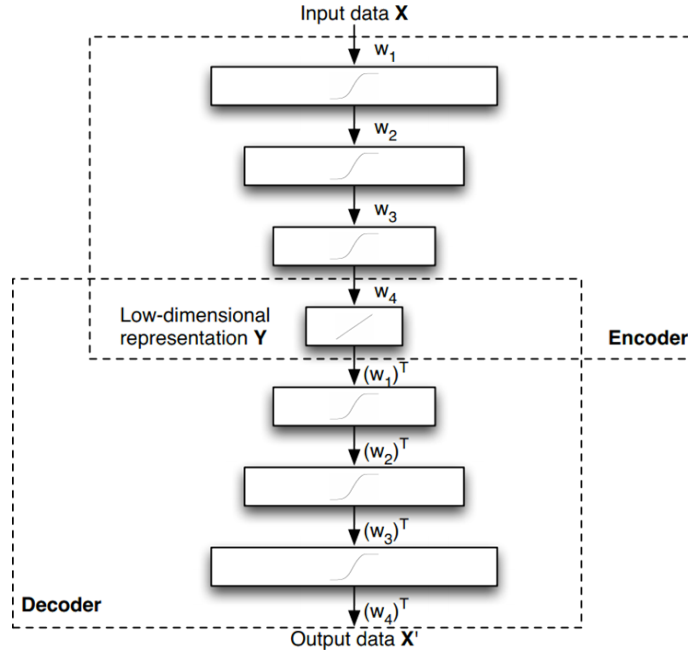 Input data X
w₁
w₂
w₃
w₄
Low-dimensional
representation Y
Encoder
(w₁)ᵀ
(w₂)ᵀ
(w₃)ᵀ
Decoder
(w₄)ᵀ
Output data X'